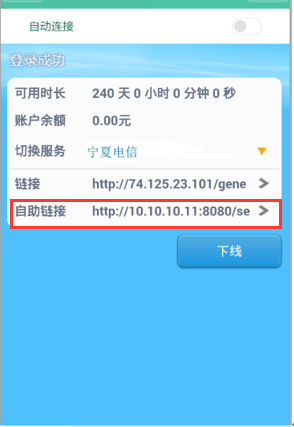 自动连接
登录成功
可用时长 240 天 0 小时 0 分钟 0 秒
账户余额 0.00元
切换服务 宁夏电信
链接 http://74.125.23.101/gene
自助链接 http://10.10.10.11:8080/se
下线